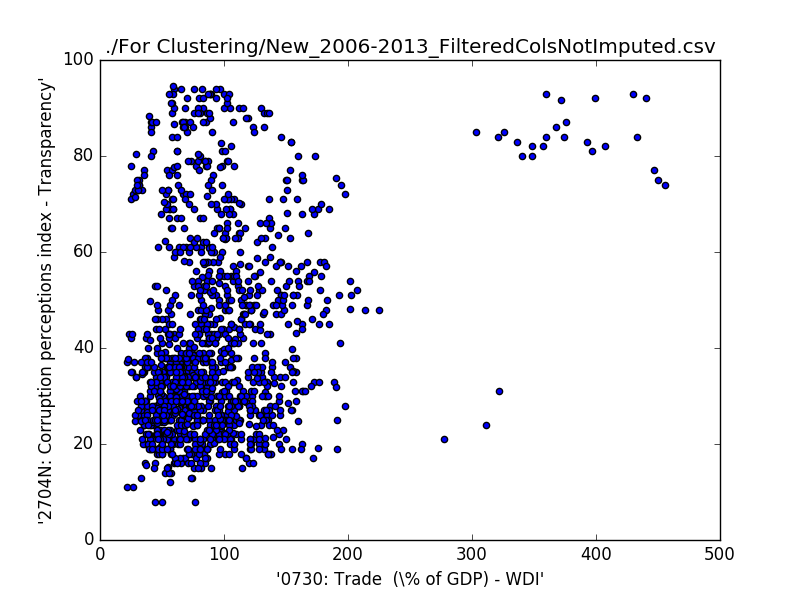 ./For Clustering/New_2006-2013_FilteredColsNotImputed.csv
'2704N: Corruption perceptions index - Transparency'
100
80
60
40
20
0
0 100 200 300 400 500
'0730: Trade  (\% of GDP) - WDI'